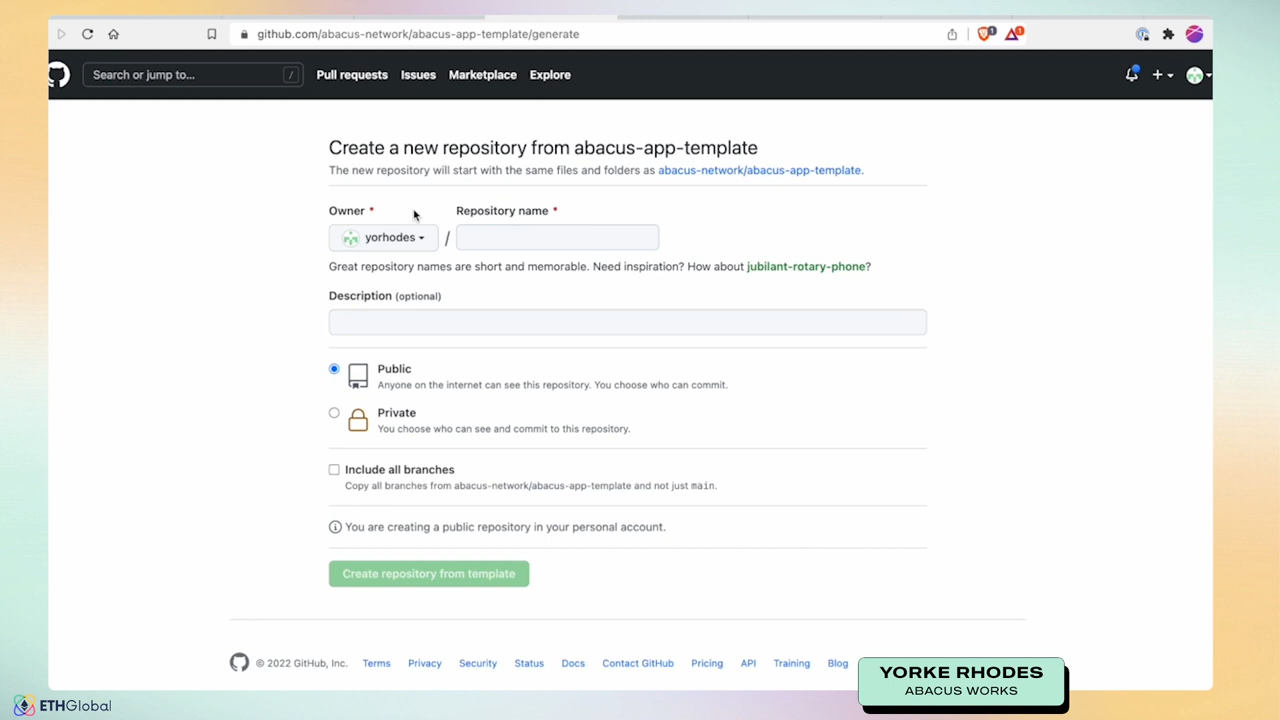 github.com/abacus-network/abacus-app-template/generate
1
1
Search or jump to...
/
Pull requests
Issues
Marketplace
Explore
Create a new repository from abacus-app-template
The new repository will start with the same files and folders as abacus-network/abacus-app-template.
Owner *
Repository name *
yorhodes
/
Great repository names are short and memorable. Need inspiration? How about jubilant-rotary-phone?
Description (optional)
Public
Anyone on the internet can see this repository. You choose who can commit.
Private
You choose who can see and commit to this repository.
Include all branches
Copy all branches from abacus-network/abacus-app-template and not just main.
You are creating a public repository in your personal account.
Create repository from template
© 2022 GitHub, Inc.
Terms
Privacy
Security
Status
Docs
Contact GitHub
Pricing
API
Training
Blog
YORKE RHODES
ABACUS WORKS
ETHGlobal